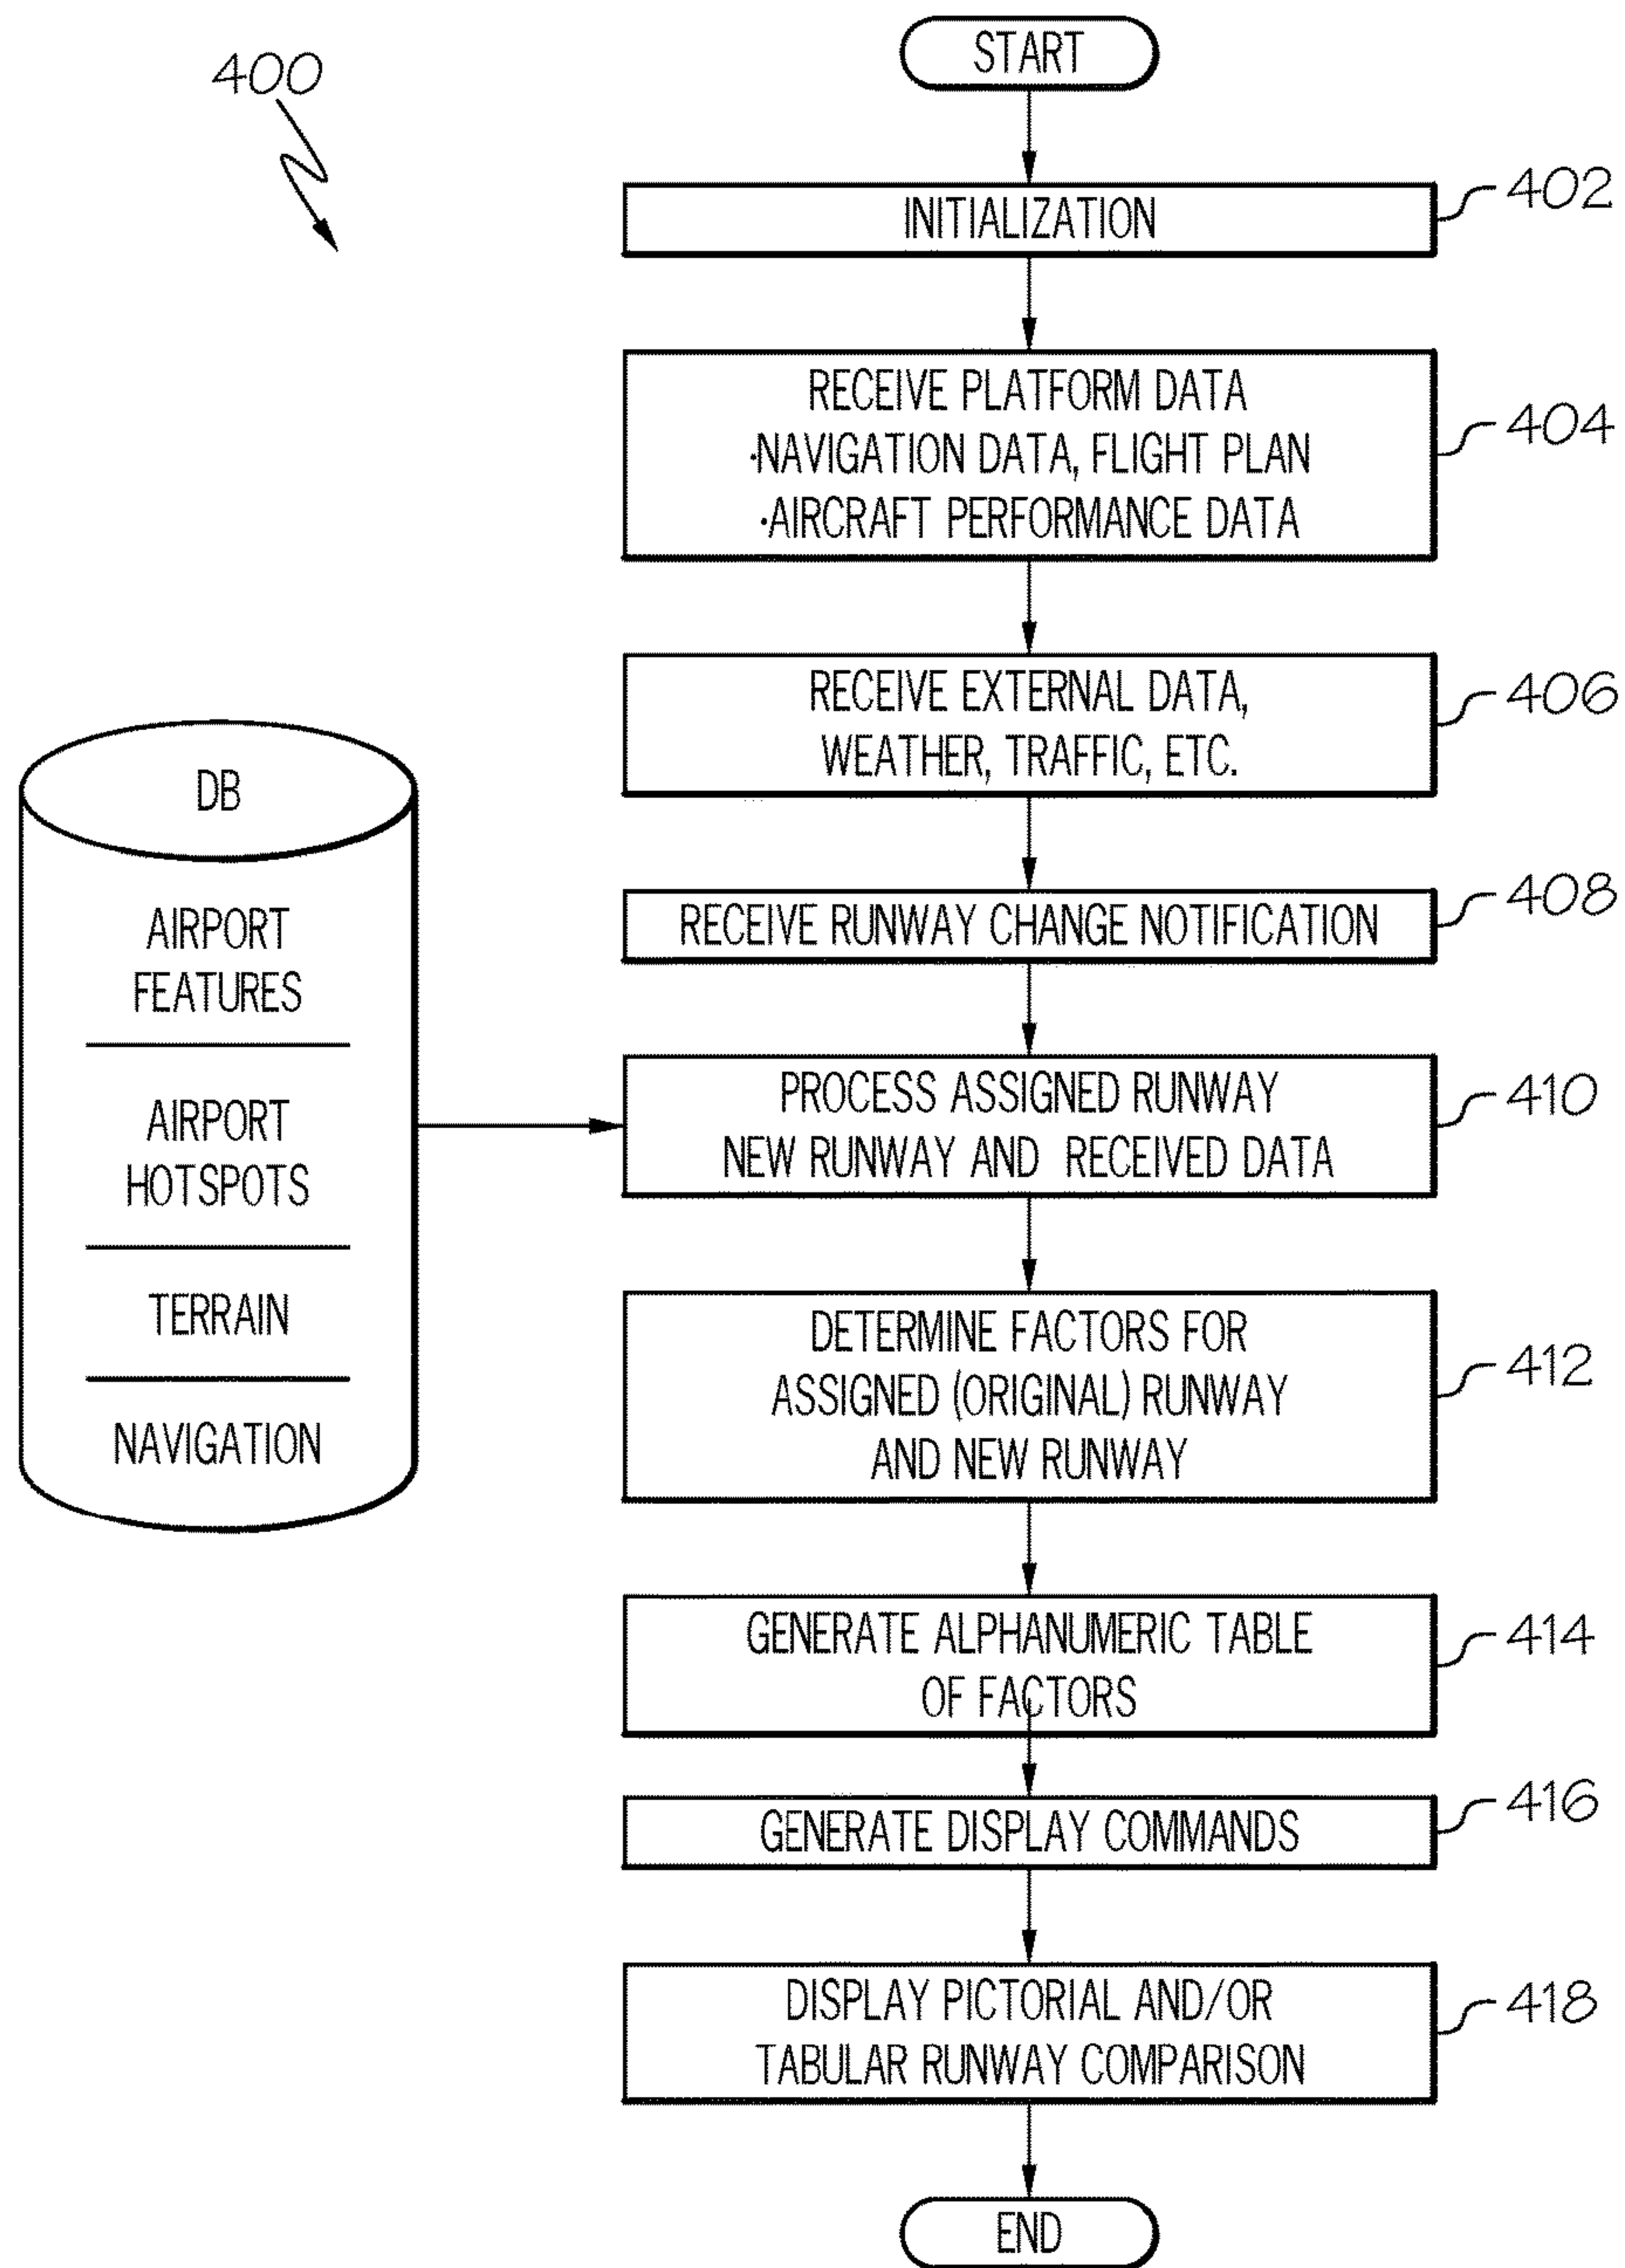 400
START
INITIALIZATION
402
RECEIVE PLATFORM DATA
·NAVIGATION DATA, FLIGHT PLAN
·AIRCRAFT PERFORMANCE DATA
404
RECEIVE EXTERNAL DATA,
WEATHER, TRAFFIC, ETC.
406
RECEIVE RUNWAY CHANGE NOTIFICATION
408
DB
AIRPORT
FEATURES
AIRPORT
HOTSPOTS
TERRAIN
NAVIGATION
PROCESS ASSIGNED RUNWAY
NEW RUNWAY AND RECEIVED DATA
410
DETERMINE FACTORS FOR
ASSIGNED (ORIGINAL) RUNWAY
AND NEW RUNWAY
412
GENERATE ALPHANUMERIC TABLE
OF FACTORS
414
GENERATE DISPLAY COMMANDS
416
DISPLAY PICTORIAL AND/OR
TABULAR RUNWAY COMPARISON
418
END